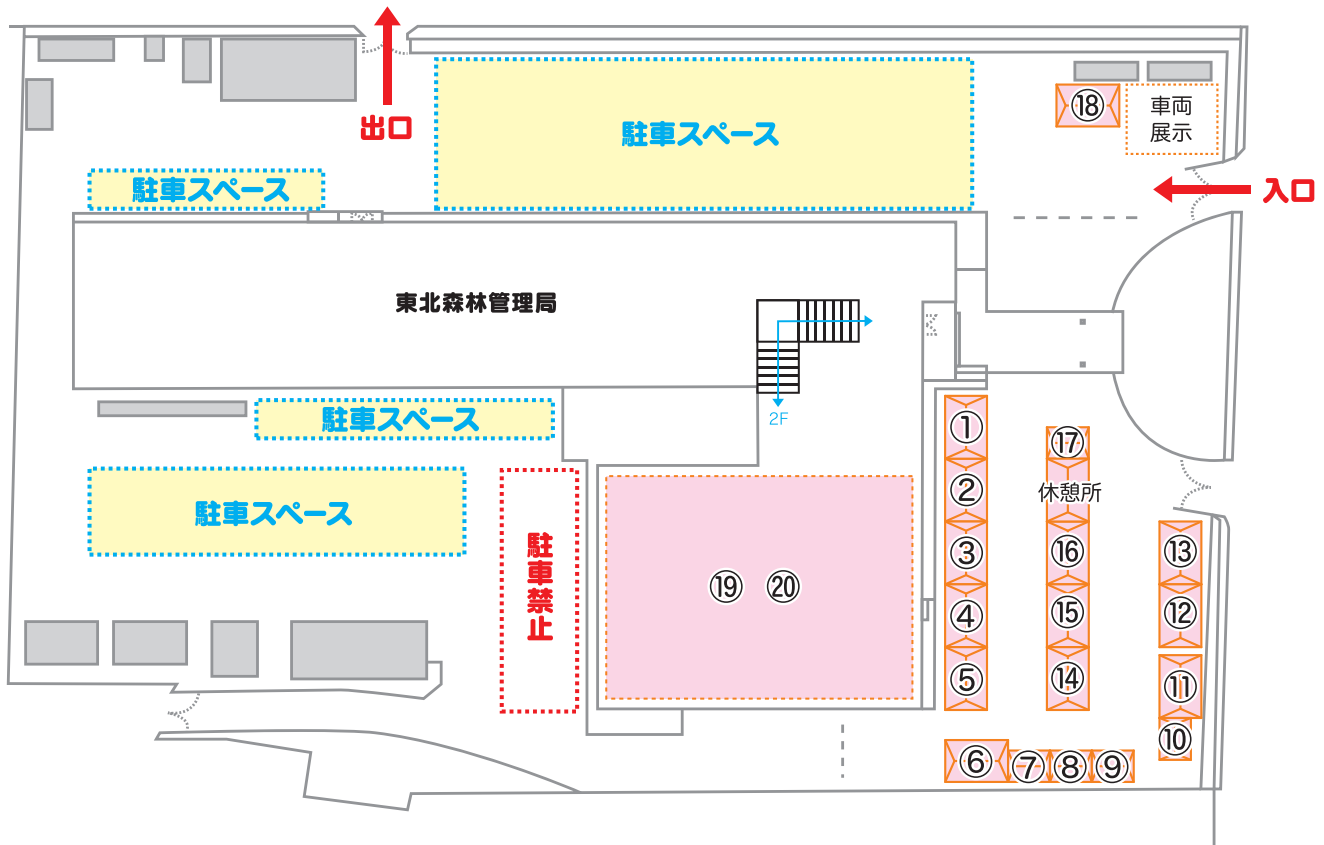 出口
駐車スペース
⑱
車両
展示
入口
駐車スペース
東北森林管理局
2F
駐車スペース
駐車スペース
駐車禁止
⑲ ⑳
①
②
③
④
⑤
⑰
休憩所
⑯
⑮
⑭
⑬
⑫
⑪
⑩
⑥
⑦
⑧
⑨